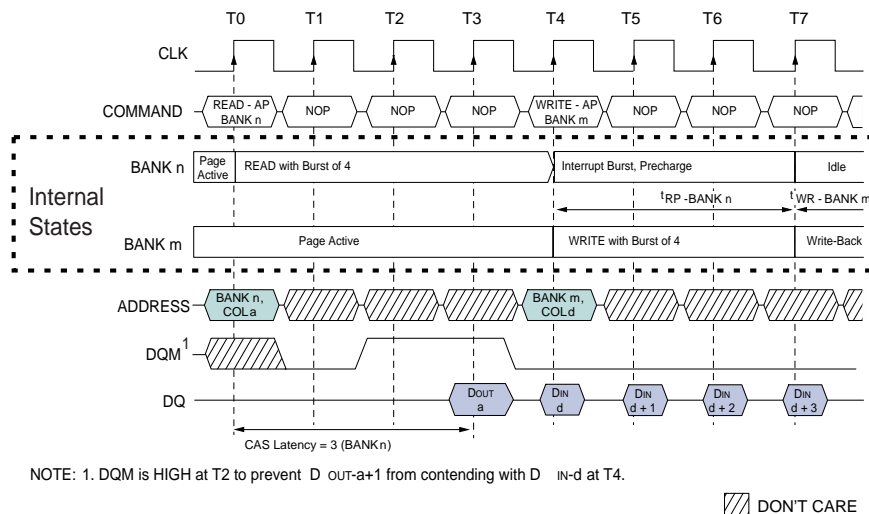 T0 T1 T2 T3 T4 T5 T6 T7
CLK
COMMAND
READ - AP
BANK n
NOP
NOP
NOP
WRITE - AP
BANK m
NOP
NOP
NOP
Internal
States
BANK n
Page
Active
READ with Burst of 4
Interrupt Burst, Precharge
Idle
tRP -BANK n
tWR - BANK m
BANK m
Page Active
WRITE with Burst of 4
Write-Back
ADDRESS
BANK n,
COL a
BANK m,
COL d
DQM1
DQ
DOUT
a
DIN
d
DIN
d + 1
DIN
d + 2
DIN
d + 3
CAS Latency = 3 (BANK n)
NOTE: 1. DQM is HIGH at T2 to prevent D OUT-a+1 from contending with D IN-d at T4.
DON'T CARE